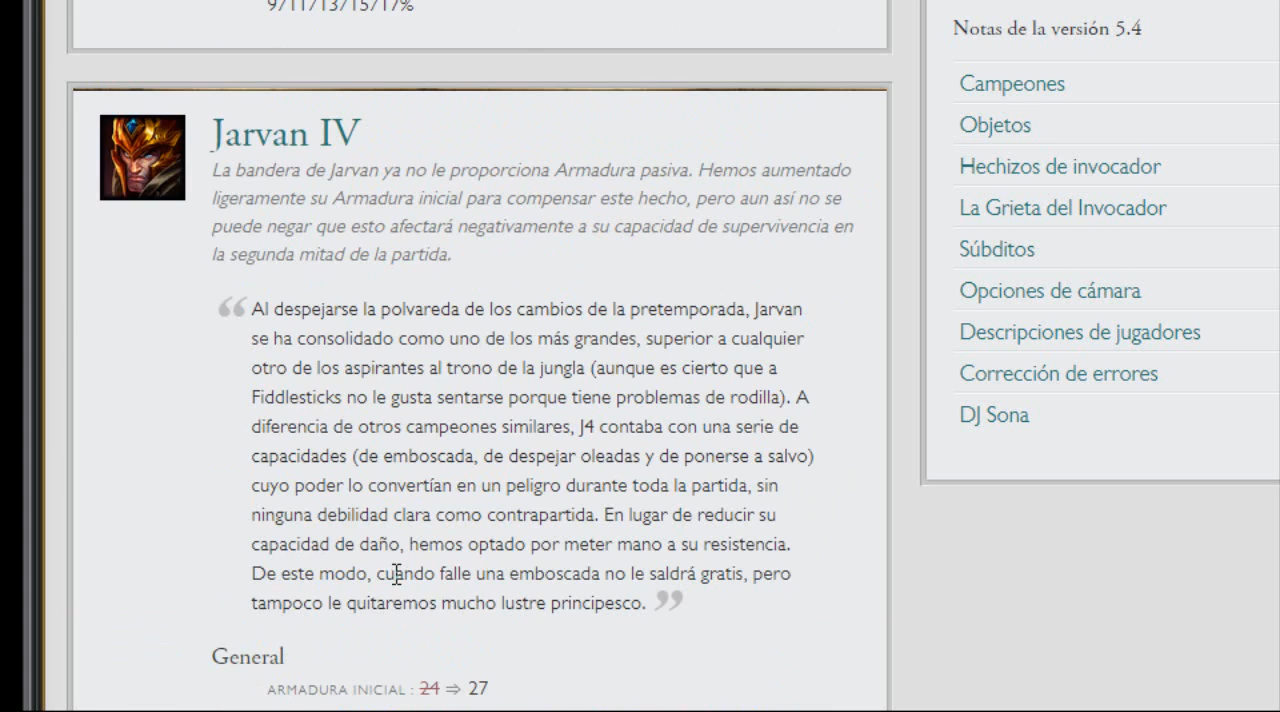 9/11/13/15/17%
Jarvan IV
La bandera de Jarvan ya no le proporciona Armadura pasiva. Hemos aumentado
ligeramente su Armadura inicial para compensar este hecho, pero aun así no se
puede negar que esto afectará negativamente a su capacidad de supervivencia en
la segunda mitad de la partida.
“ Al despejarse la polvareda de los cambios de la pretemporada, Jarvan
se ha consolidado como uno de los más grandes, superior a cualquier
otro de los aspirantes al trono de la jungla (aunque es cierto que a
Fiddlesticks no le gusta sentarse porque tiene problemas de rodilla). A
diferencia de otros campeones similares, J4 contaba con una serie de
capacidades (de emboscada, de despejar oleadas y de ponerse a salvo)
cuyo poder lo convertían en un peligro durante toda la partida, sin
ninguna debilidad clara como contrapartida. En lugar de reducir su
capacidad de daño, hemos optado por meter mano a su resistencia.
De este modo, cuando falle una emboscada no le saldrá gratis, pero
tampoco le quitaremos mucho lustre principesco. ”
General
ARMADURA INICIAL : 24 ⇒ 27
Notas de la versión 5.4
Campeones
Objetos
Hechizos de invocador
La Grieta del Invocador
Súbditos
Opciones de cámara
Descripciones de jugadores
Corrección de errores
DJ Sona